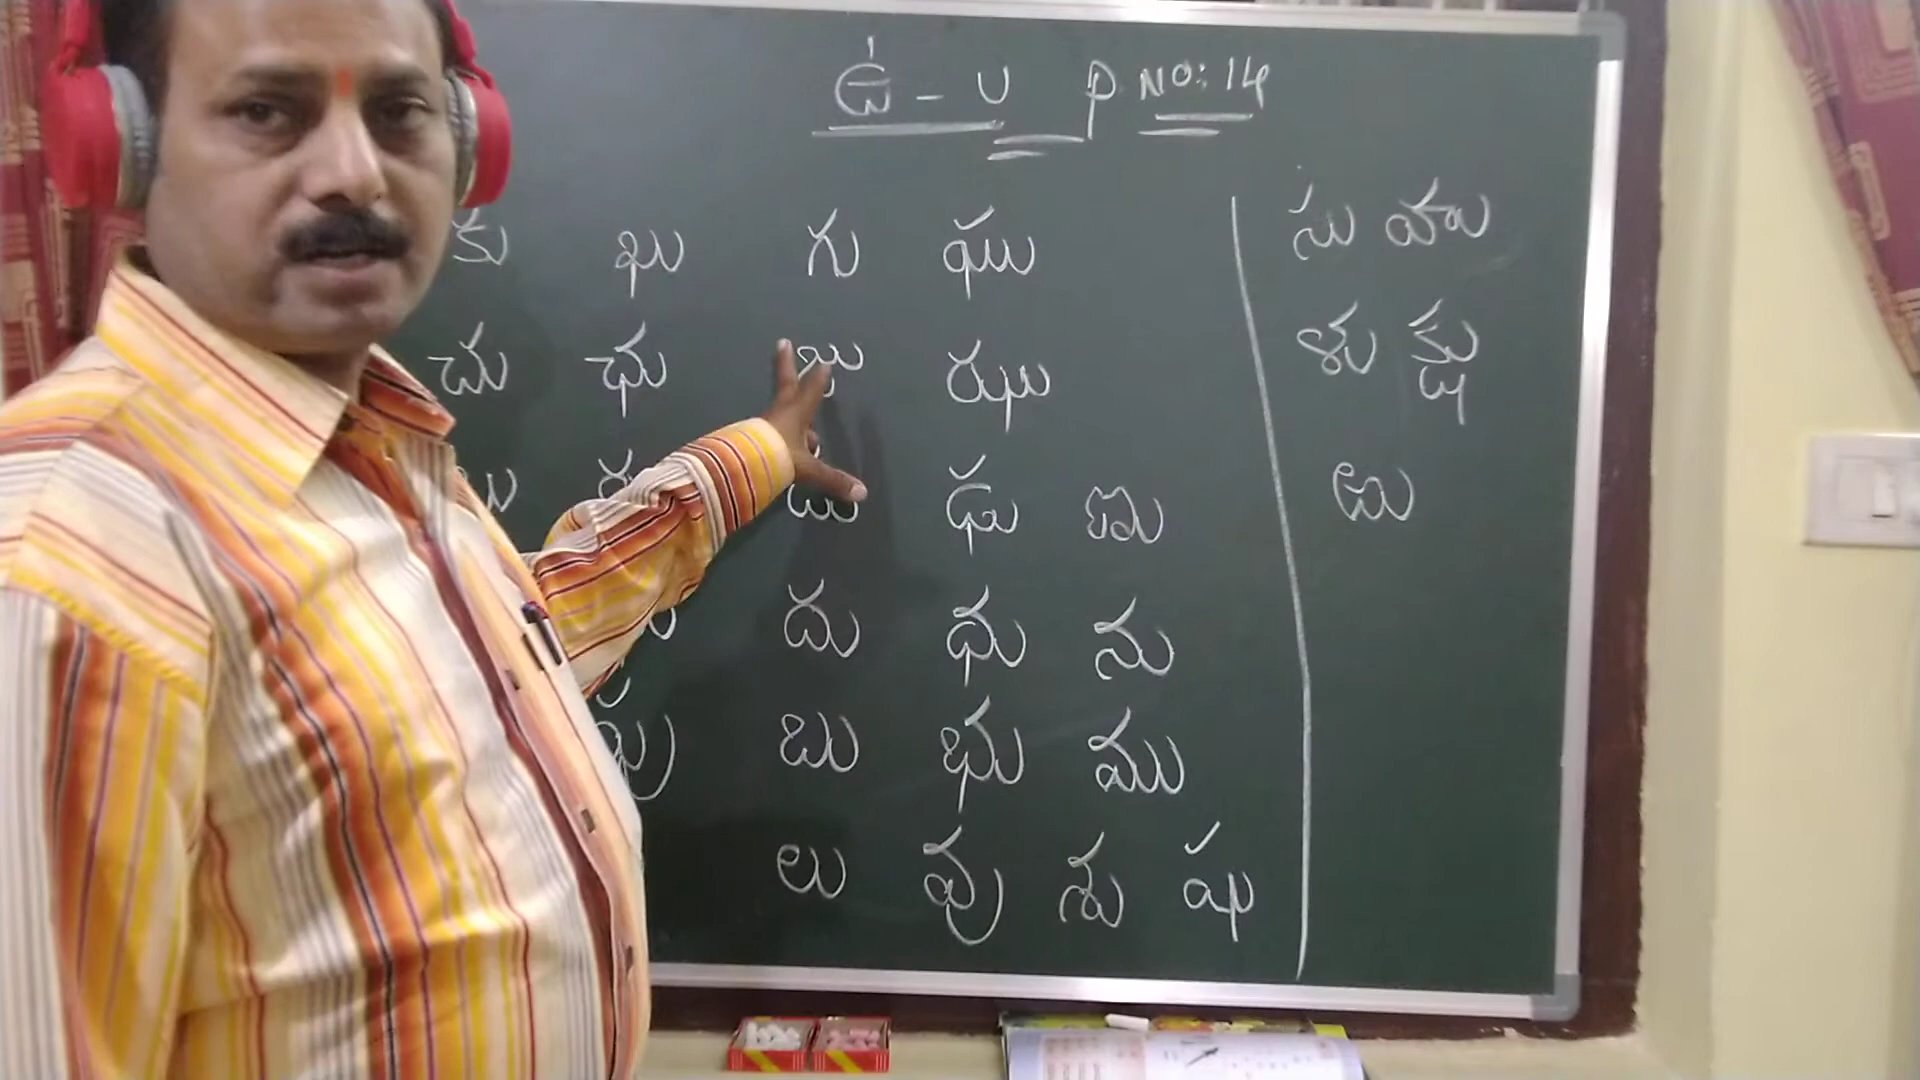 ఉ - ు P NO: 14
కు ఖు గు ఘు
చు ఛు జు ఝు
డు ఢు ణు
దు ధు ను
ఫు బు భు ము
లు వు శు షు
సు హు
ళు క్షు
ఱు